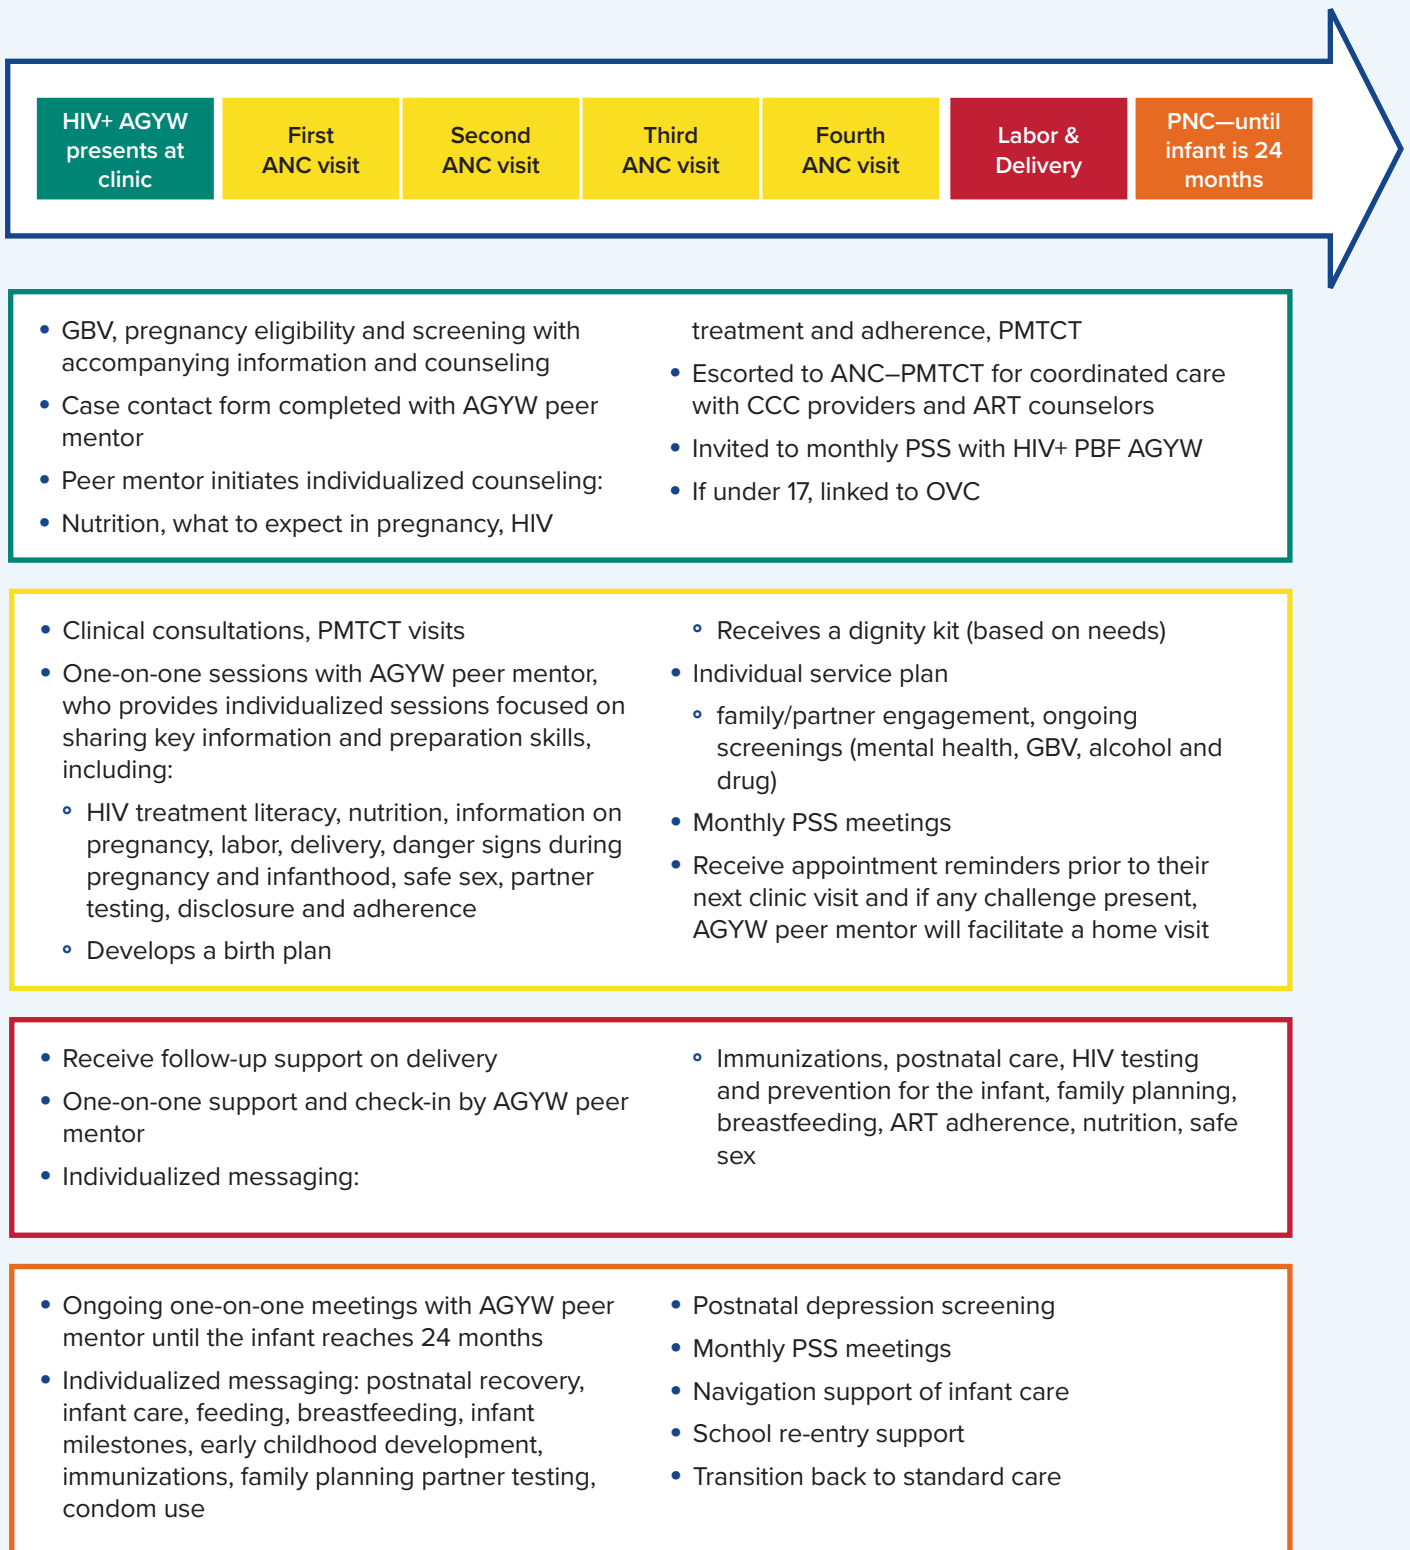 HIV+ AGYW
presents at
clinic
First
ANC visit
Second
ANC visit
Third
ANC visit
Fourth
ANC visit
Labor &
Delivery
PNC—until
infant is 24
months
• GBV, pregnancy eligibility and screening with
accompanying information and counseling
• Case contact form completed with AGYW peer
mentor
• Peer mentor initiates individualized counseling:
• Nutrition, what to expect in pregnancy, HIV
treatment and adherence, PMTCT
• Escorted to ANC–PMTCT for coordinated care
with CCC providers and ART counselors
• Invited to monthly PSS with HIV+ PBF AGYW
• If under 17, linked to OVC
• Clinical consultations, PMTCT visits
• One-on-one sessions with AGYW peer mentor,
who provides individualized sessions focused on
sharing key information and preparation skills,
including:
° HIV treatment literacy, nutrition, information on
pregnancy, labor, delivery, danger signs during
pregnancy and infanthood, safe sex, partner
testing, disclosure and adherence
° Develops a birth plan
° Receives a dignity kit (based on needs)
• Individual service plan
° family/partner engagement, ongoing
screenings (mental health, GBV, alcohol and
drug)
• Monthly PSS meetings
• Receive appointment reminders prior to their
next clinic visit and if any challenge present,
AGYW peer mentor will facilitate a home visit
• Receive follow-up support on delivery
• One-on-one support and check-in by AGYW peer
mentor
• Individualized messaging:
° Immunizations, postnatal care, HIV testing
and prevention for the infant, family planning,
breastfeeding, ART adherence, nutrition, safe
sex
• Ongoing one-on-one meetings with AGYW peer
mentor until the infant reaches 24 months
• Individualized messaging: postnatal recovery,
infant care, feeding, breastfeeding, infant
milestones, early childhood development,
immunizations, family planning partner testing,
condom use
• Postnatal depression screening
• Monthly PSS meetings
• Navigation support of infant care
• School re-entry support
• Transition back to standard care